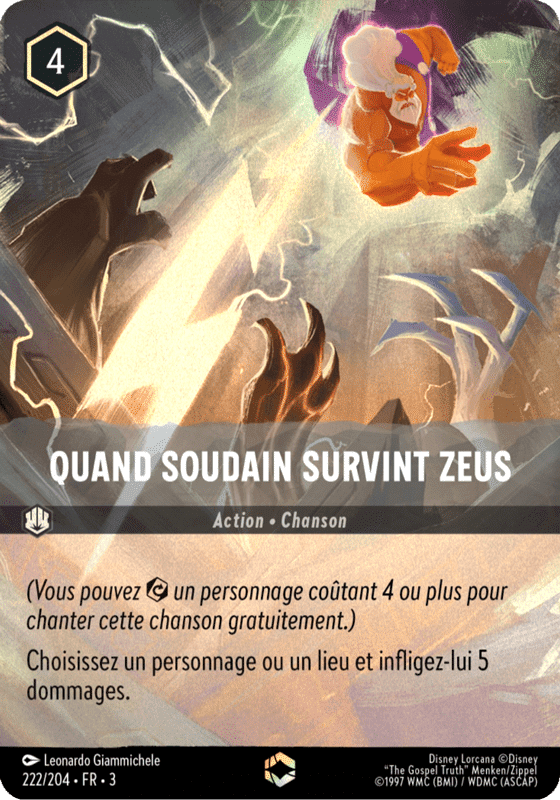 4
QUAND SOUDAIN SURVINT ZEUS
Action • Chanson
(Vous pouvez un personnage coûtant 4 ou plus pour
chanter cette chanson gratuitement.)
Choisissez un personnage ou un lieu et infligez-lui 5
dommages.
Leonardo Giammichele
222/204 • FR • 3
Disney Lorcana ©Disney
"The Gospel Truth" Menken/Zippel
©1997 WMC (BMI) / WDMC (ASCAP)